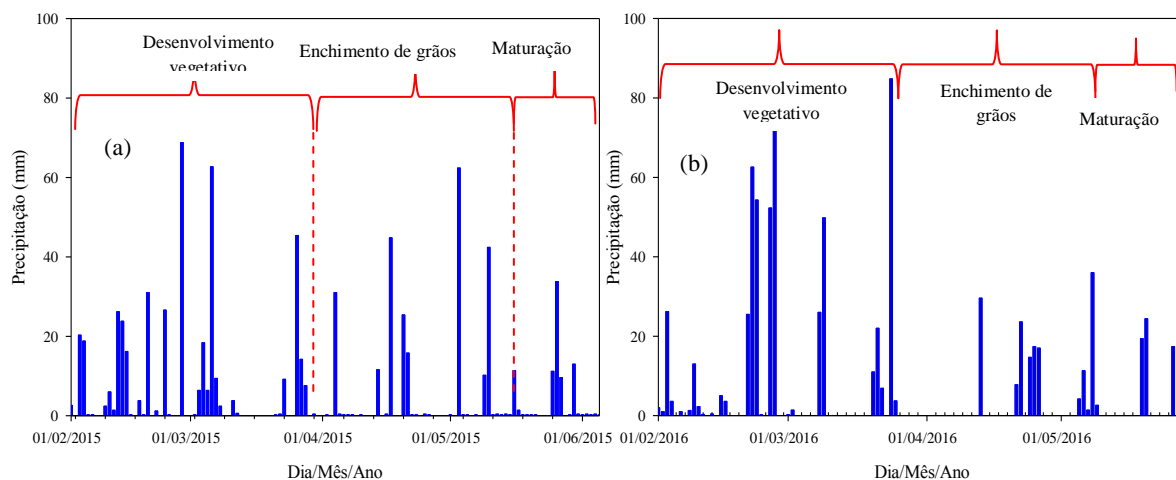 100
80
60
40
20
0
Precipitação (mm)
Desenvolvimento
vegetativo
Enchimento de grãos
Maturação
(a)
01/02/2015
01/03/2015
01/04/2015
01/05/2015
01/06/2015
Dia/Mês/Ano
100
80
60
40
20
0
Precipitação (mm)
Desenvolvimento
vegetativo
Enchimento de
grãos
Maturação
(b)
01/02/2016
01/03/2016
01/04/2016
01/05/2016
Dia/Mês/Ano